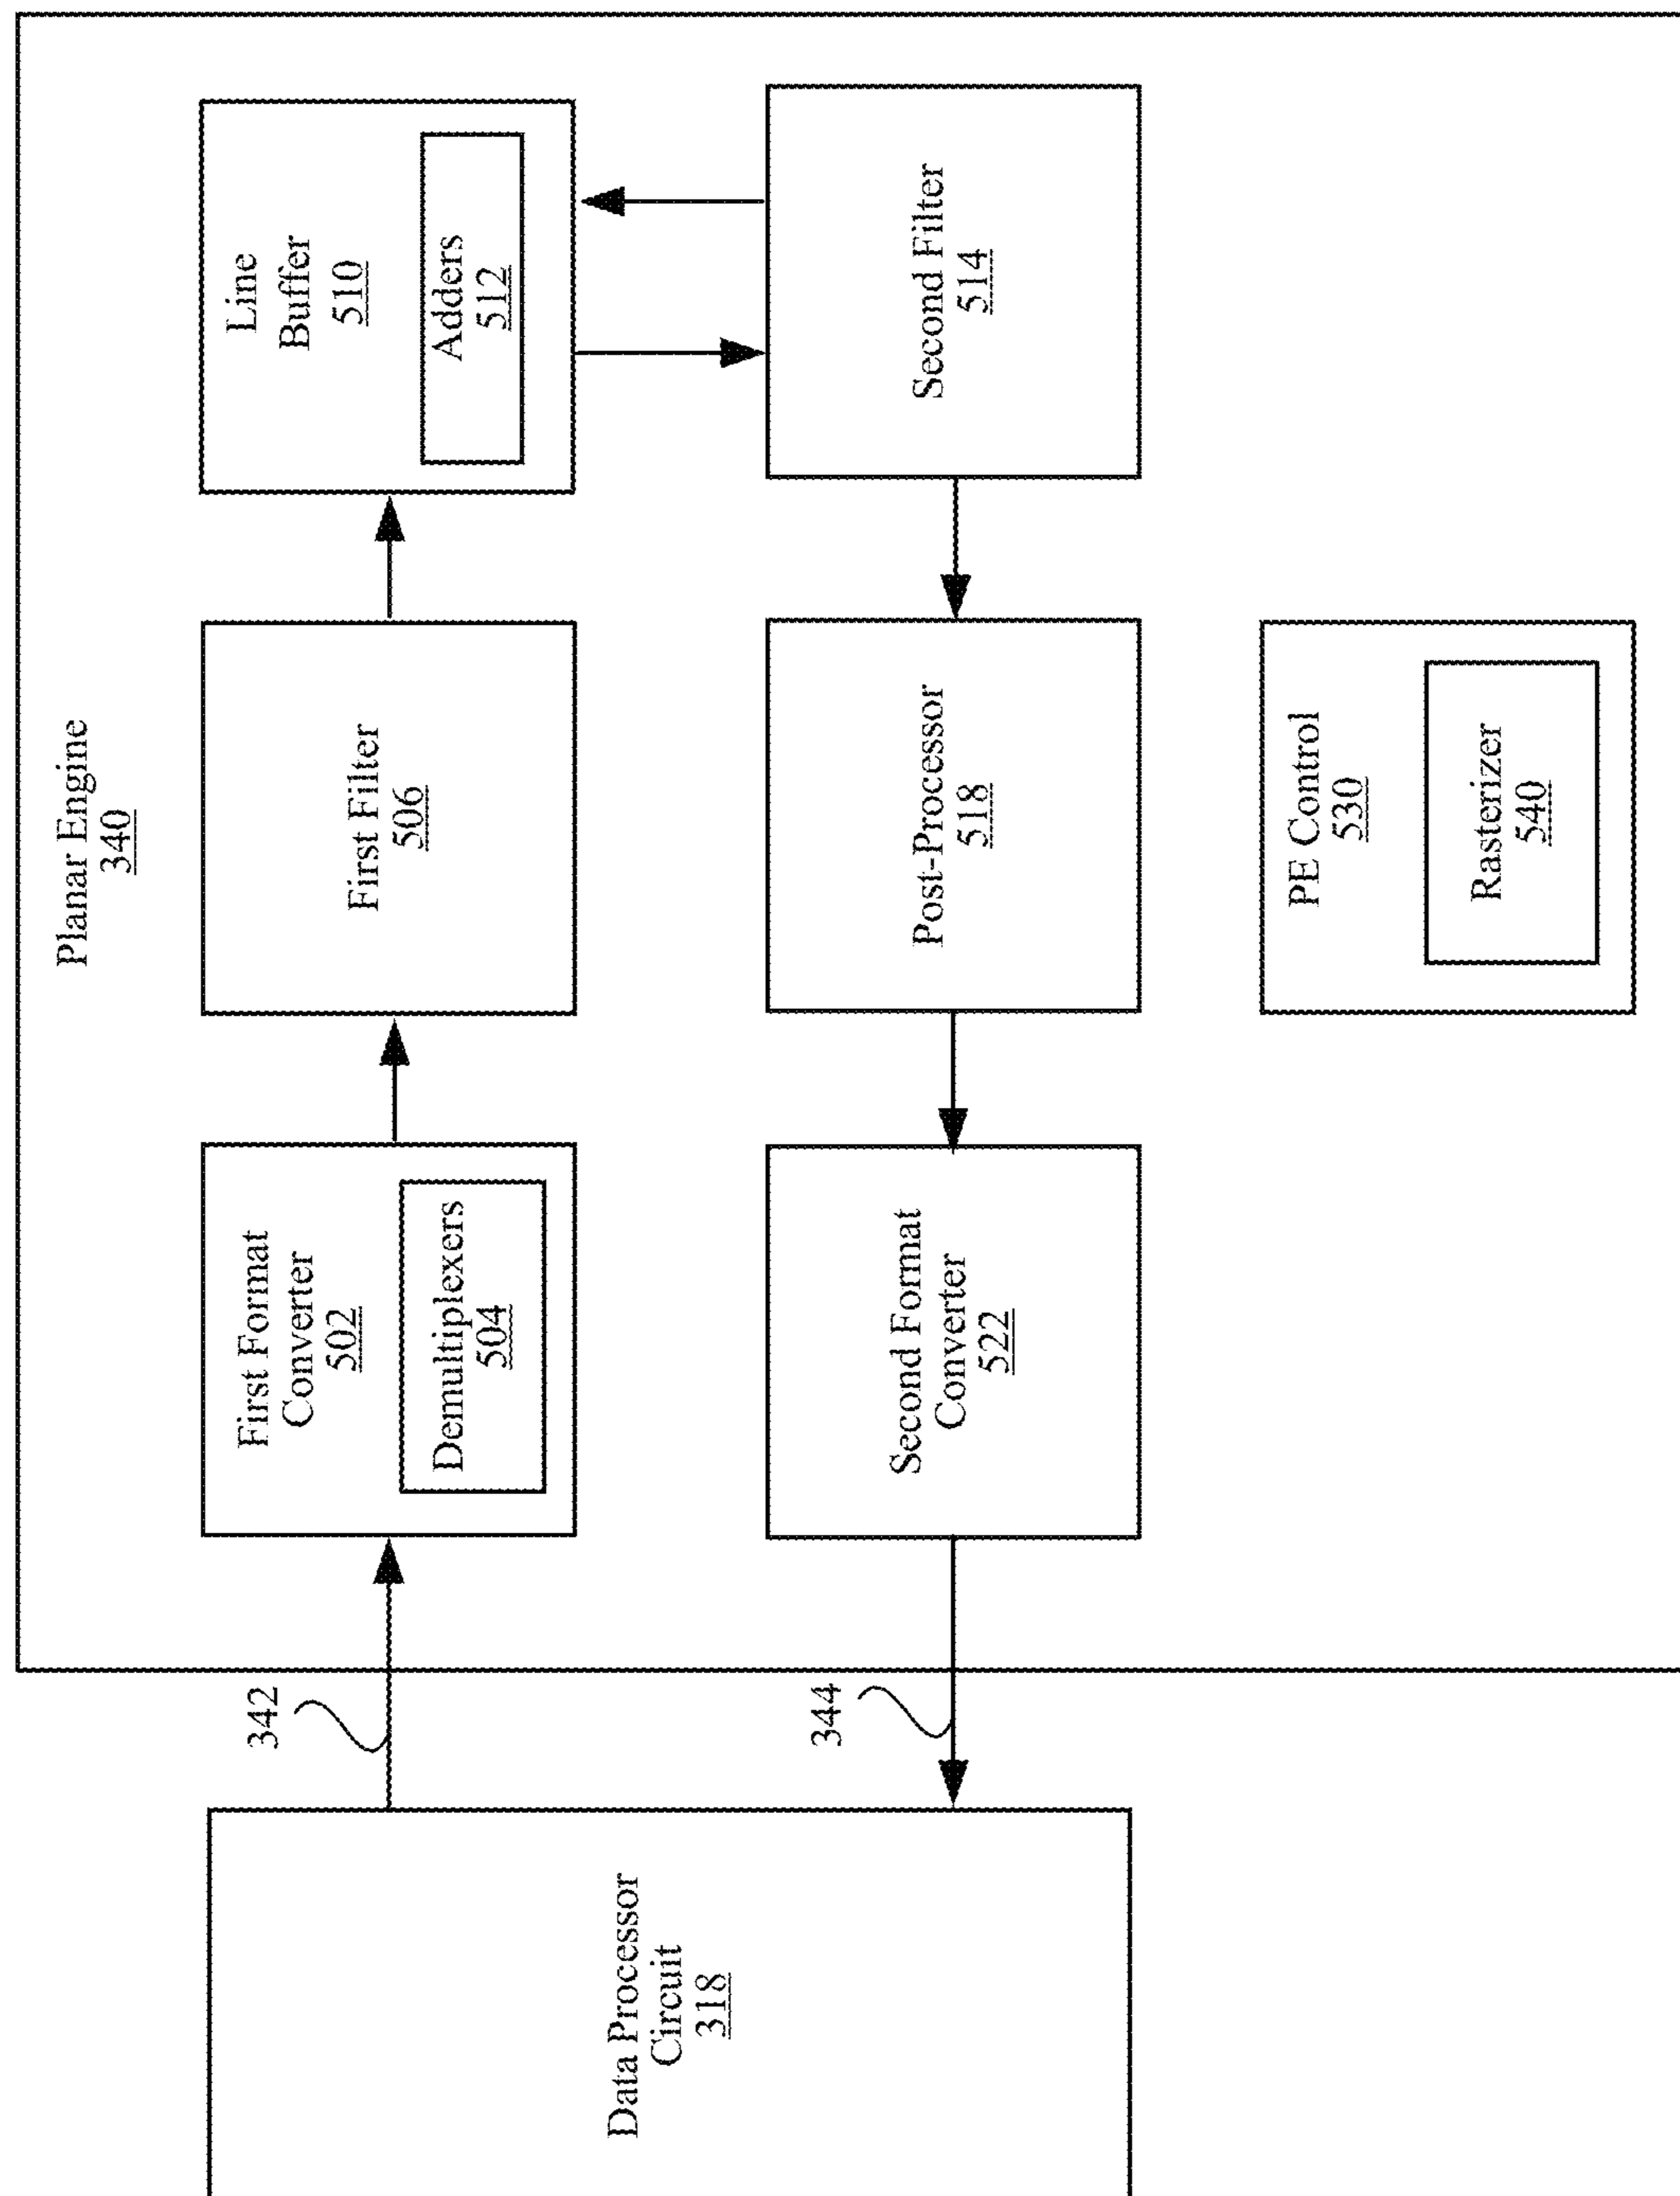 Planar Engine
340
First Format
Converter
502
Demultiplexers
504
First Filter
506
Line
Buffer
510
Adders
512
342
Data Processor
Circuit
318
344
Second Format
Converter
522
Post-Processor
518
Second Filter
514
PE Control
530
Rasterizer
540